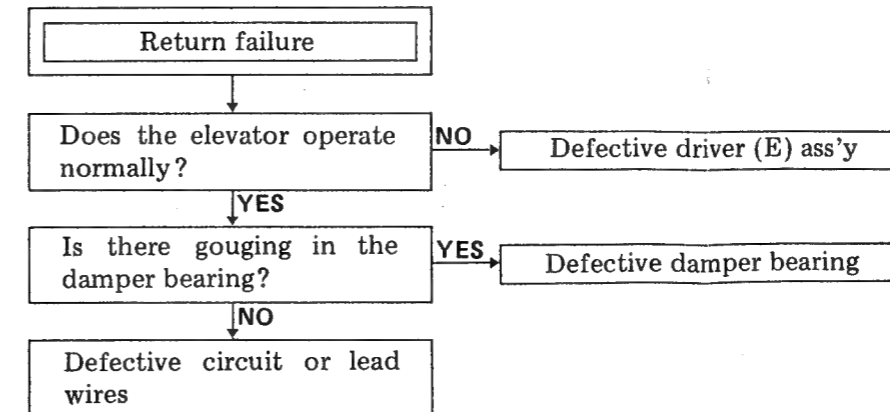 Return failure
Does the elevator operate
normally?
NO
Defective driver (E) ass'y
YES
Is there gouging in the
damper bearing?
YES
Defective damper bearing
NO
Defective circuit or lead
wires